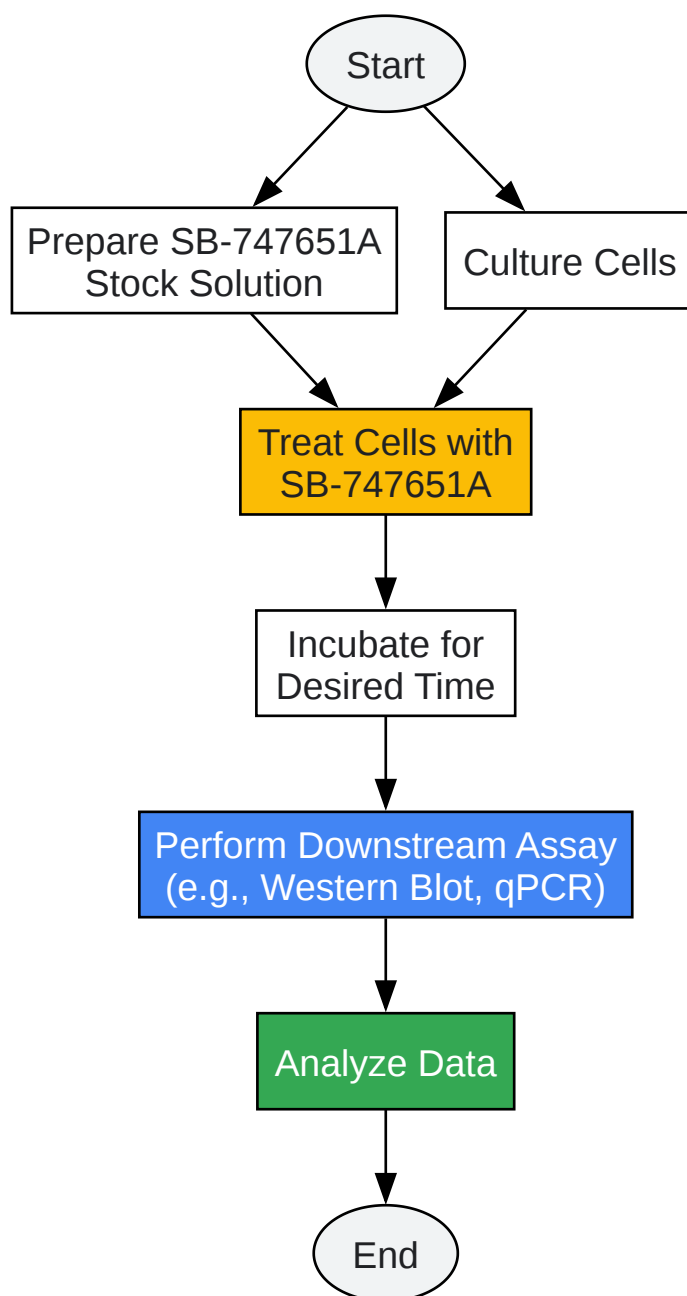 Start
Prepare SB-747651A
Stock Solution
Culture Cells
Treat Cells with
SB-747651A
Incubate for
Desired Time
Perform Downstream Assay
(e.g., Western Blot, qPCR)
Analyze Data
End